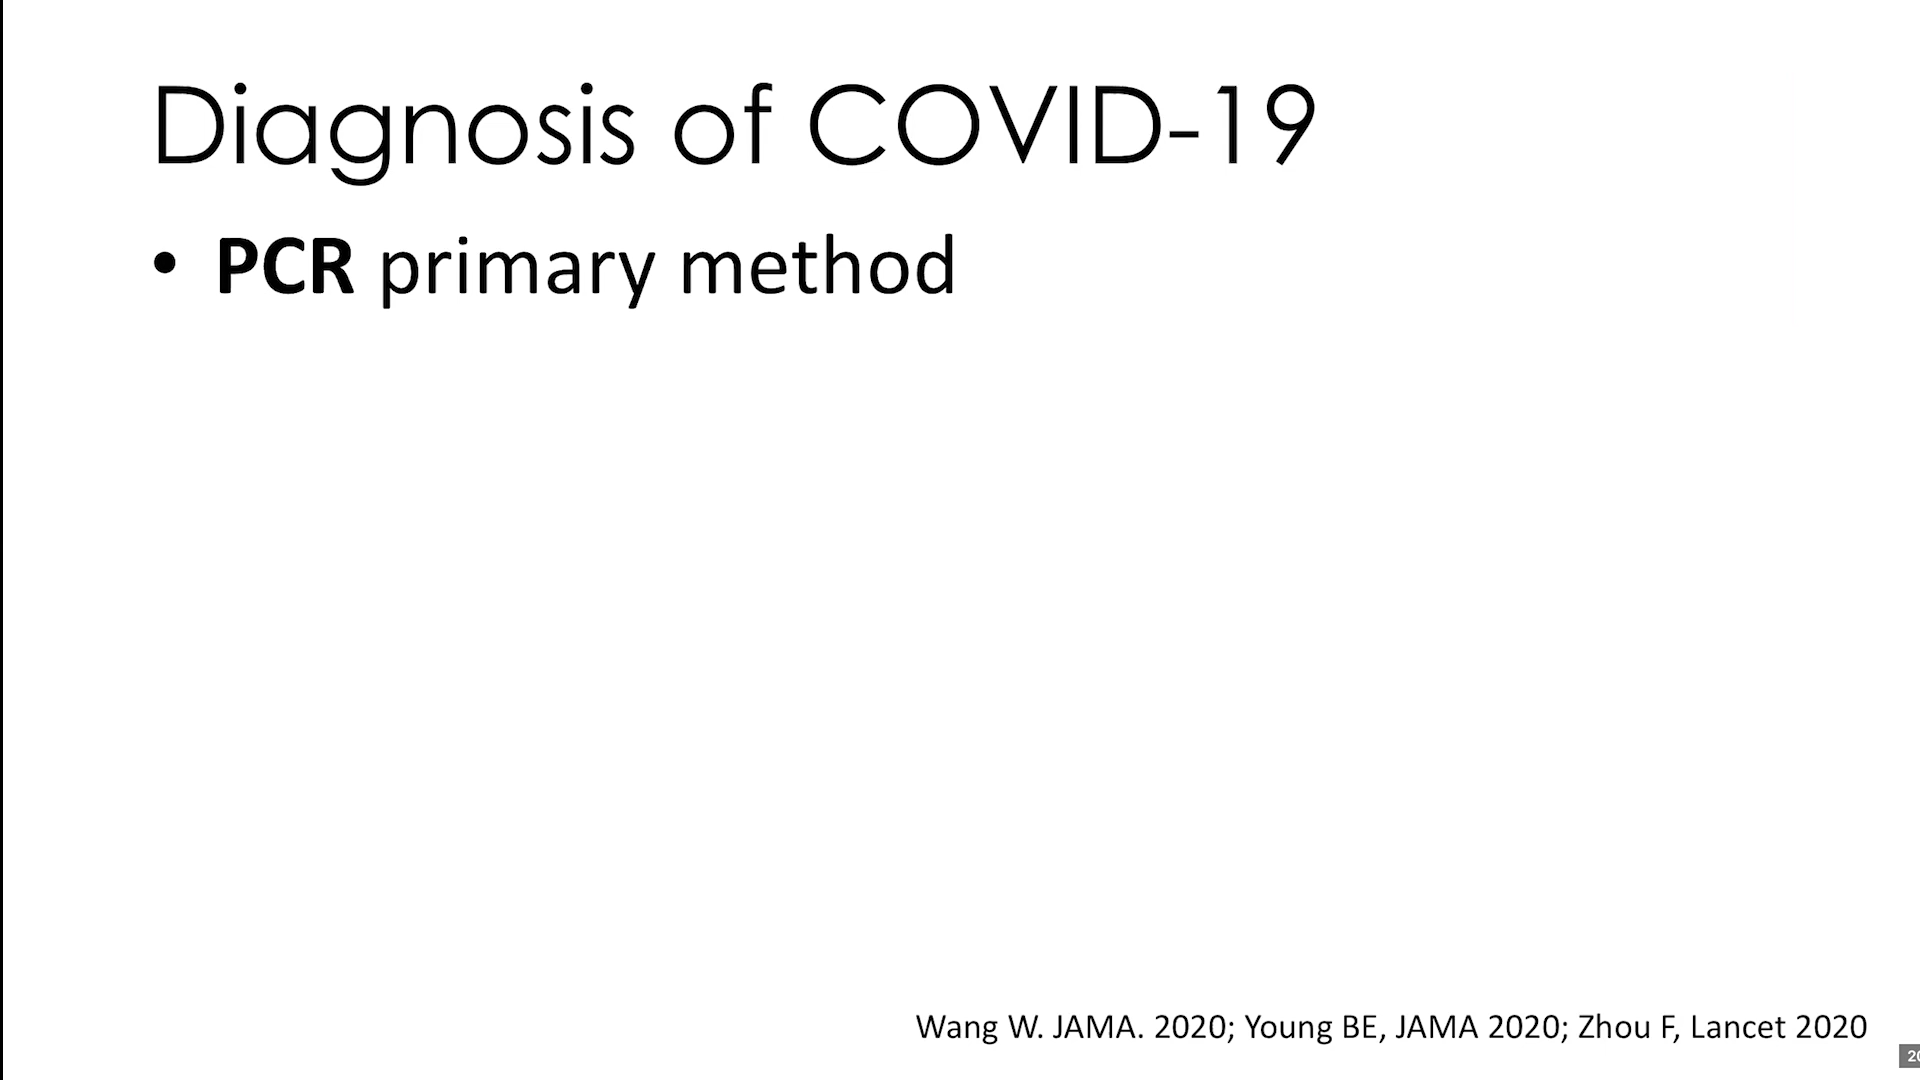 Diagnosis of COVID-19
• PCR primary method
Wang W. JAMA. 2020; Young BE, JAMA 2020; Zhou F, Lancet 2020